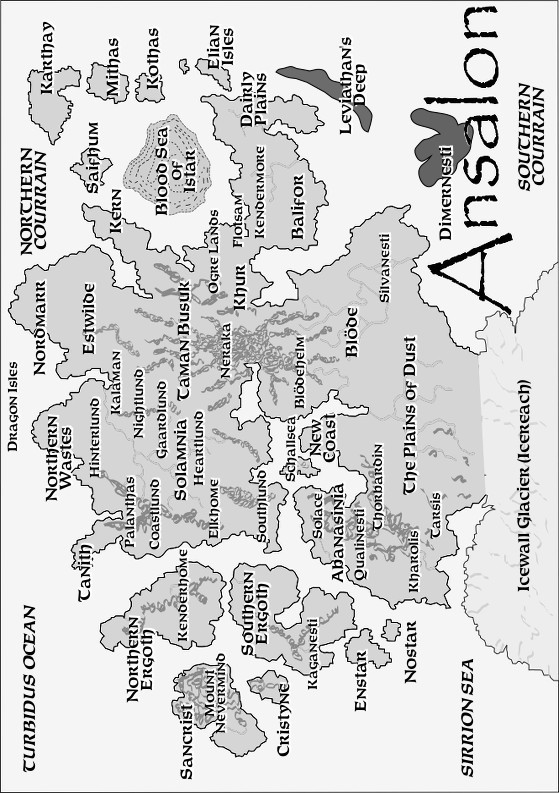 TURBIDUS OCEAN
Dragon Isles
NORTHERN
COURRAIN
Tanith
Northern
Wastes
Nordmarr
Karthay
Hinterlund
Estwilde
Kern
Saifhum
Mithas
Kothas
Palanthas
Coastlund
Kalaman
Nightlund
Gaardlund
Blood Sea
of
Istar
Elian
Isles
Northern
Ergoth
Kenderhome
Solamnia
Heartlund
Elkhome
Taman Busuk
Ogre Lands
Neraka
Khur
Flotsam
Kendermore
Dairly
Plains
Sancrist
Mount
Nevermind
Southern
Ergoth
Southlund
Schallsea
Blödeheim
Balifor
Cristyne
Kaganesti
Solace
Abanasinia
Qualinesti
New
Coast
Blöde
Leviathan's
Deep
Enstar
Nostar
Thorbardin
Kharolis
Tarsis
The Plains of Dust
Silvanesti
Dimernesti
SIRRION SEA
Icewall Glacier (Icereach)
Ansalon
SOUTHERN
COURRAIN